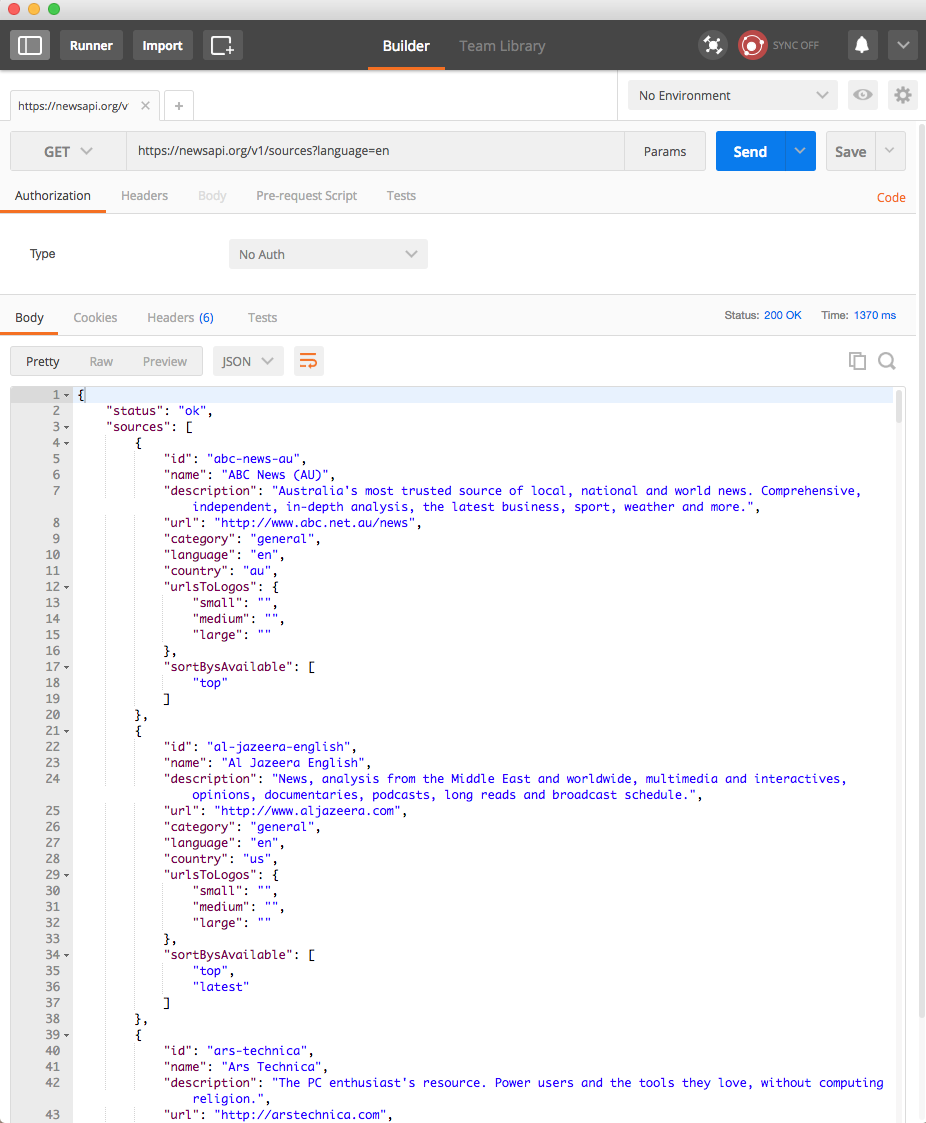 Runner Import Builder Team Library SYNC OFF
https://newsapi.org/v No Environment
GET https://newsapi.org/v1/sources?language=en Params Send Save
Authorization Headers Body Pre-request Script Tests Code
Type No Auth
Body Cookies Headers (6) Tests Status: 200 OK Time: 1370 ms
Pretty Raw Preview JSON
1 {
2 "status": "ok",
3 "sources": [
4 {
5 "id": "abc-news-au",
6 "name": "ABC News (AU)",
7 "description": "Australia's most trusted source of local, national and world news. Comprehensive,
independent, in-depth analysis, the latest business, sport, weather and more.",
8 "url": "http://www.abc.net.au/news",
9 "category": "general",
10 "language": "en",
11 "country": "au",
12 "urlsToLogos": {
13 "small": "",
14 "medium": "",
15 "large": ""
16 },
17 "sortBysAvailable": [
18 "top"
19 ]
20 },
21 {
22 "id": "al-jazeera-english",
23 "name": "Al Jazeera English",
24 "description": "News, analysis from the Middle East and worldwide, multimedia and interactives,
opinions, documentaries, podcasts, long reads and broadcast schedule.",
25 "url": "http://www.aljazeera.com",
26 "category": "general",
27 "language": "en",
28 "country": "us",
29 "urlsToLogos": {
30 "small": "",
31 "medium": "",
32 "large": ""
33 },
34 "sortBysAvailable": [
35 "top",
36 "latest"
37 ]
38 },
39 {
40 "id": "ars-technica",
41 "name": "Ars Technica",
42 "description": "The PC enthusiast's resource. Power users and the tools they love, without computing
religion.",
43 "url": "http://arstechnica.com",